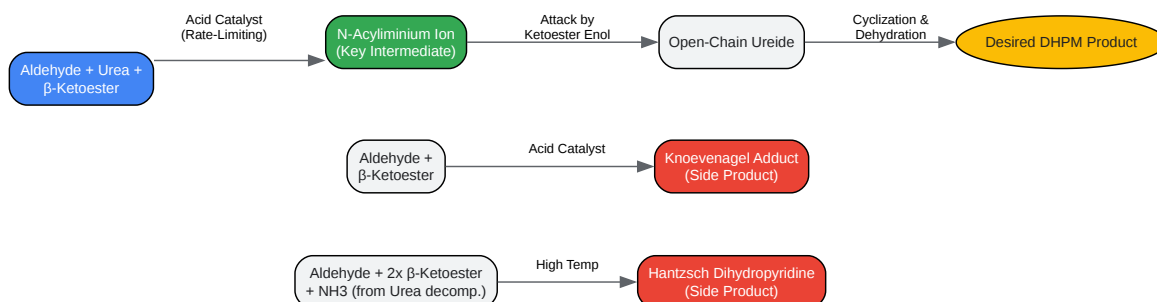 Acid Catalyst
(Rate-Limiting)
Aldehyde + Urea +
β-Ketoester
N-Acyliminium Ion
(Key Intermediate)
Attack by
Ketoester Enol
Open-Chain Ureide
Cyclization &
Dehydration
Desired DHPM Product
Aldehyde +
β-Ketoester
Acid Catalyst
Knoevenagel Adduct
(Side Product)
Aldehyde + 2x β-Ketoester
+ NH3 (from Urea decomp.)
High Temp
Hantzsch Dihydropyridine
(Side Product)